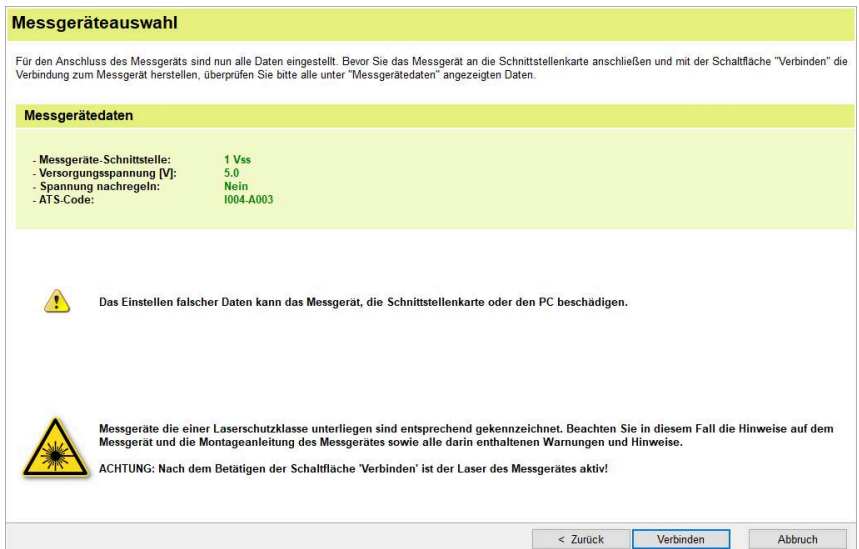 Messgeräteauswahl
Für den Anschluss des Messgeräts sind nun alle Daten eingestellt. Bevor Sie das Messgerät an die Schnittstellenkarte anschließen und mit der Schaltfläche "Verbinden" die
Verbindung zum Messgerät herstellen, überprüfen Sie bitte alle unter "Messgerätedaten" angezeigten Daten.
Messgerätedaten
- Messgeräte-Schnittstelle: 1 Vss
- Versorgungsspannung [V]: 5.0
- Spannung nachregeln: Nein
- ATS-Code: I004-A003
Das Einstellen falscher Daten kann das Messgerät, die Schnittstellenkarte oder den PC beschädigen.
Messgeräte die einer Laserschutzklasse unterliegen sind entsprechend gekennzeichnet. Beachten Sie in diesem Fall die Hinweise auf dem
Messgerät und die Montageanleitung des Messgerätes sowie alle darin enthaltenen Warnungen und Hinweise.
ACHTUNG: Nach dem Betätigen der Schaltfläche 'Verbinden' ist der Laser des Messgerätes aktiv!
< Zurück Verbinden Abbruch